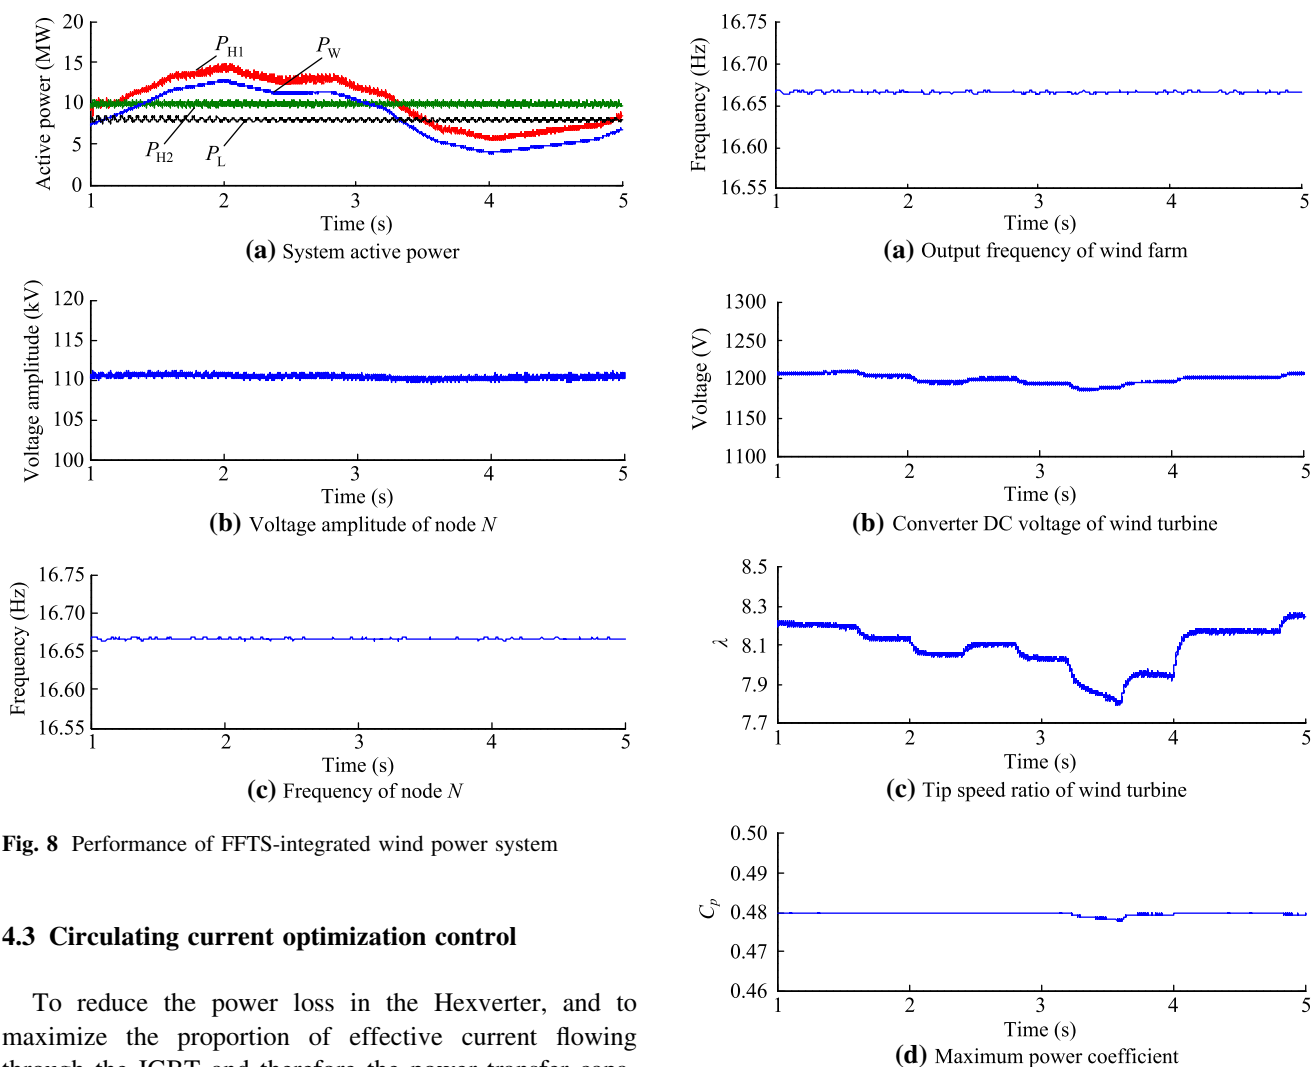 20
15
10
5
0
Active power (MW)
P_H1
P_W
P_H2
P_L
1 2 3 4 5
Time (s)
(a) System active power
120
115
110
105
100
Voltage amplitude (kV)
1 2 3 4 5
Time (s)
(b) Voltage amplitude of node N
16.75
16.70
16.65
16.60
16.55
Frequency (Hz)
1 2 3 4 5
Time (s)
(c) Frequency of node N
Fig. 8 Performance of FFTS-integrated wind power system
4.3 Circulating current optimization control
To reduce the power loss in the Hexverter, and to
maximize the proportion of effective current flowing
through the IGBT and therefore the power transfer capa-
16.75
16.70
16.65
16.60
16.55
Frequency (Hz)
1 2 3 4 5
Time (s)
(a) Output frequency of wind farm
1300
1250
1200
1150
1100
Voltage (V)
1 2 3 4 5
Time (s)
(b) Converter DC voltage of wind turbine
8.5
8.3
8.1
7.9
7.7
λ
1 2 3 4 5
Time (s)
(c) Tip speed ratio of wind turbine
0.50
0.49
0.48
0.47
0.46
C_p
1 2 3 4 5
Time (s)
(d) Maximum power coefficient